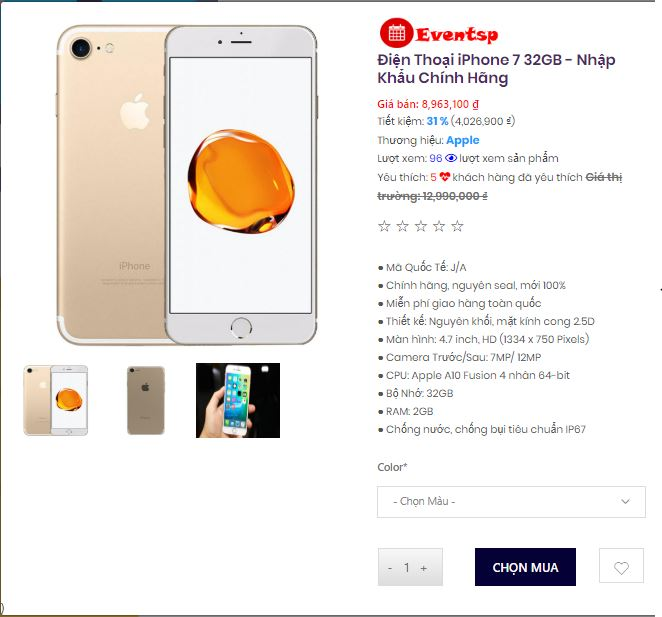 Eventsp
Điện Thoại iPhone 7 32GB - Nhập
Khẩu Chính Hãng
Giá bán: 8,963,100 ₫
Tiết kiệm: 31 % (4,026,900 ₫)
Thương hiệu: Apple
Lượt xem: 96 lượt xem sản phẩm
Yêu thích: 5 khách hàng đã yêu thích Giá thị
trường: 12,990,000 ₫
● Mã Quốc Tế: J/A
● Chính hãng, nguyên seal, mới 100%
● Miễn phí giao hàng toàn quốc
● Thiết kế: Nguyên khối, mặt kính cong 2.5D
● Màn hình: 4.7 inch, HD (1334 x 750 Pixels)
● Camera Trước/Sau: 7MP/ 12MP
● CPU: Apple A10 Fusion 4 nhân 64-bit
● Bộ Nhớ: 32GB
● RAM: 2GB
● Chống nước, chống bụi tiêu chuẩn IP67
Color*
- Chọn Màu -
- 1 +
CHỌN MUA
iPhone